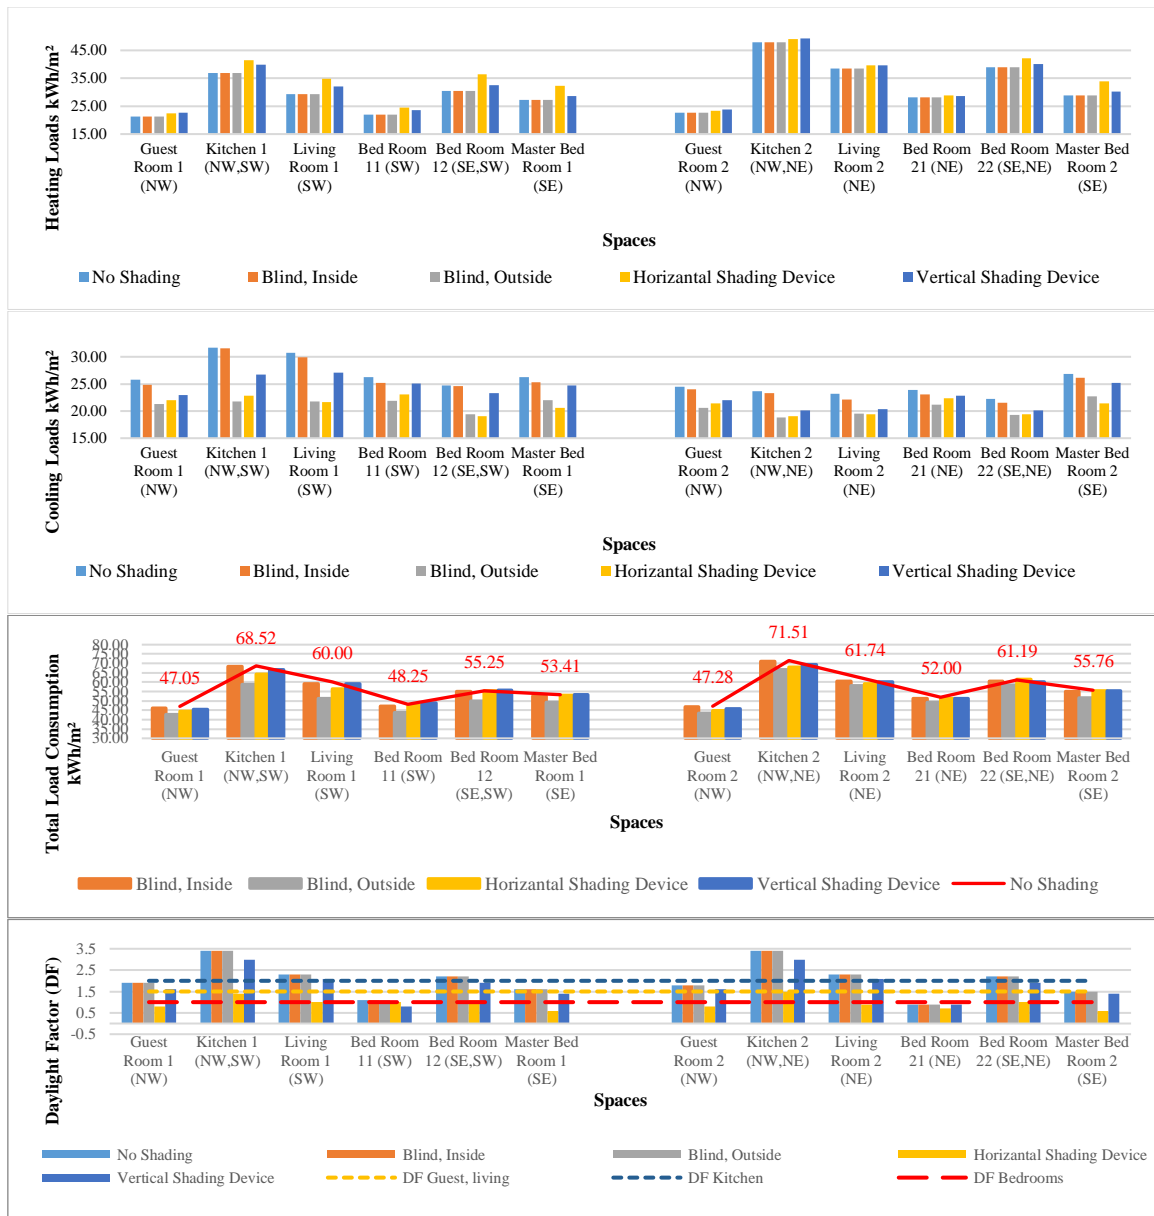 Heating Loads kWh/m²
45.00
35.00
25.00
15.00
Guest Room 1 (NW)
Kitchen 1 (NW,SW)
Living Room 1 (SW)
Bed Room 11 (SW)
Bed Room 12 (SE,SW)
Master Bed Room 1 (SE)
Guest Room 2 (NW)
Kitchen 2 (NW,NE)
Living Room 2 (NE)
Bed Room 21 (NE)
Bed Room 22 (SE,NE)
Master Bed Room 2 (SE)
Spaces
No Shading
Blind, Inside
Blind, Outside
Horizantal Shading Device
Vertical Shading Device
Cooling Loads kWh/m²
30.00
25.00
20.00
15.00
Guest Room 1 (NW)
Kitchen 1 (NW,SW)
Living Room 1 (SW)
Bed Room 11 (SW)
Bed Room 12 (SE,SW)
Master Bed Room 1 (SE)
Guest Room 2 (NW)
Kitchen 2 (NW,NE)
Living Room 2 (NE)
Bed Room 21 (NE)
Bed Room 22 (SE,NE)
Master Bed Room 2 (SE)
Spaces
No Shading
Blind, Inside
Blind, Outside
Horizantal Shading Device
Vertical Shading Device
Total Load Consumption kWh/m²
80.00
75.00
70.00
65.00
60.00
55.00
50.00
45.00
40.00
35.00
30.00
47.05
68.52
60.00
48.25
55.25
53.41
47.28
71.51
61.74
52.00
61.19
55.76
Guest Room 1 (NW)
Kitchen 1 (NW,SW)
Living Room 1 (SW)
Bed Room 11 (SW)
Bed Room 12 (SE,SW)
Master Bed Room 1 (SE)
Guest Room 2 (NW)
Kitchen 2 (NW,NE)
Living Room 2 (NE)
Bed Room 21 (NE)
Bed Room 22 (SE,NE)
Master Bed Room 2 (SE)
Spaces
Blind, Inside
Blind, Outside
Horizantal Shading Device
Vertical Shading Device
No Shading
Daylight Factor (DF)
3.5
2.5
1.5
0.5
-0.5
Guest Room 1 (NW)
Kitchen 1 (NW,SW)
Living Room 1 (SW)
Bed Room 11 (SW)
Bed Room 12 (SE,SW)
Master Bed Room 1 (SE)
Guest Room 2 (NW)
Kitchen 2 (NW,NE)
Living Room 2 (NE)
Bed Room 21 (NE)
Bed Room 22 (SE,NE)
Master Bed Room 2 (SE)
Spaces
No Shading
Blind, Inside
Blind, Outside
Horizantal Shading Device
Vertical Shading Device
DF Guest, living
DF Kitchen
DF Bedrooms